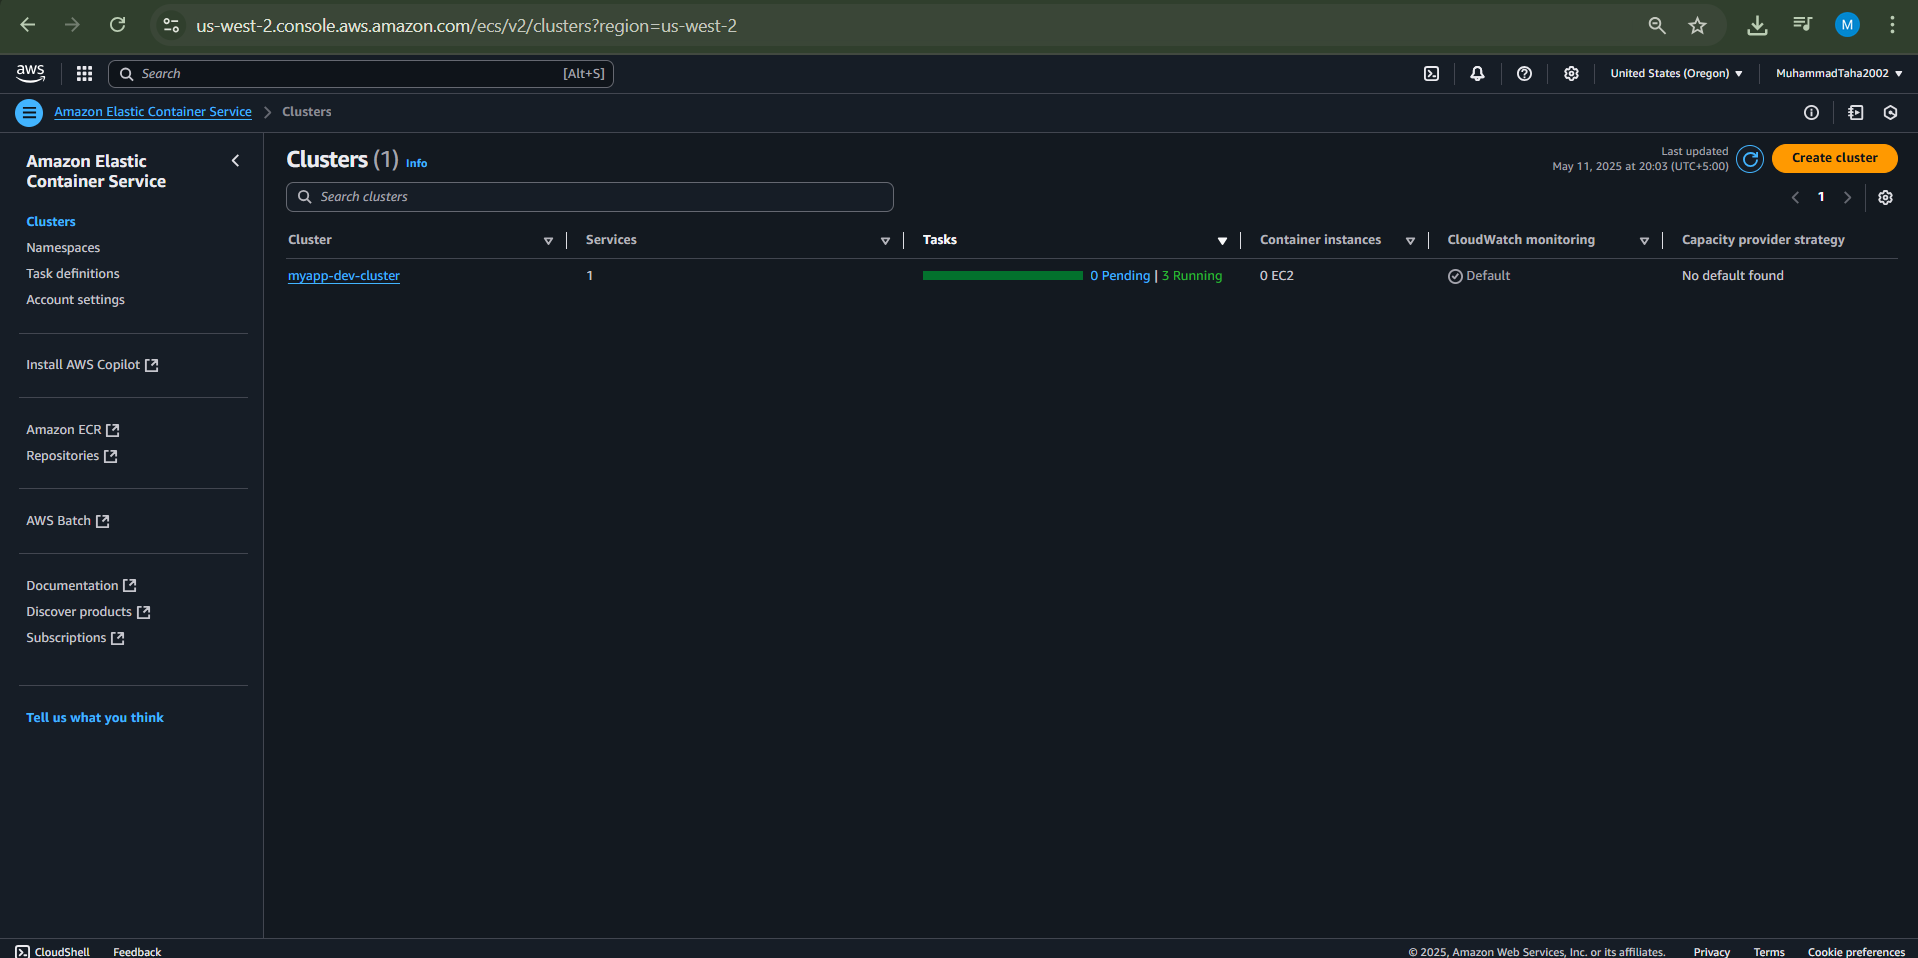 us-west-2.console.aws.amazon.com/ecs/v2/clusters?region=us-west-2
M
aws
Search
[Alt+S]
United States (Oregon)
MuhammadTaha2002
Amazon Elastic Container Service
Clusters
Amazon Elastic
Container Service
Clusters
Namespaces
Task definitions
Account settings
Install AWS Copilot
Amazon ECR
Repositories
AWS Batch
Documentation
Discover products
Subscriptions
Tell us what you think
Clusters (1) Info
Last updated
May 11, 2025 at 20:03 (UTC+5:00)
Create cluster
Search clusters
1
Cluster Services Tasks Container instances CloudWatch monitoring Capacity provider strategy
myapp-dev-cluster 1 0 Pending | 3 Running 0 EC2 Default No default found
CloudShell Feedback © 2025, Amazon Web Services, Inc. or its affiliates. Privacy Terms Cookie preferences